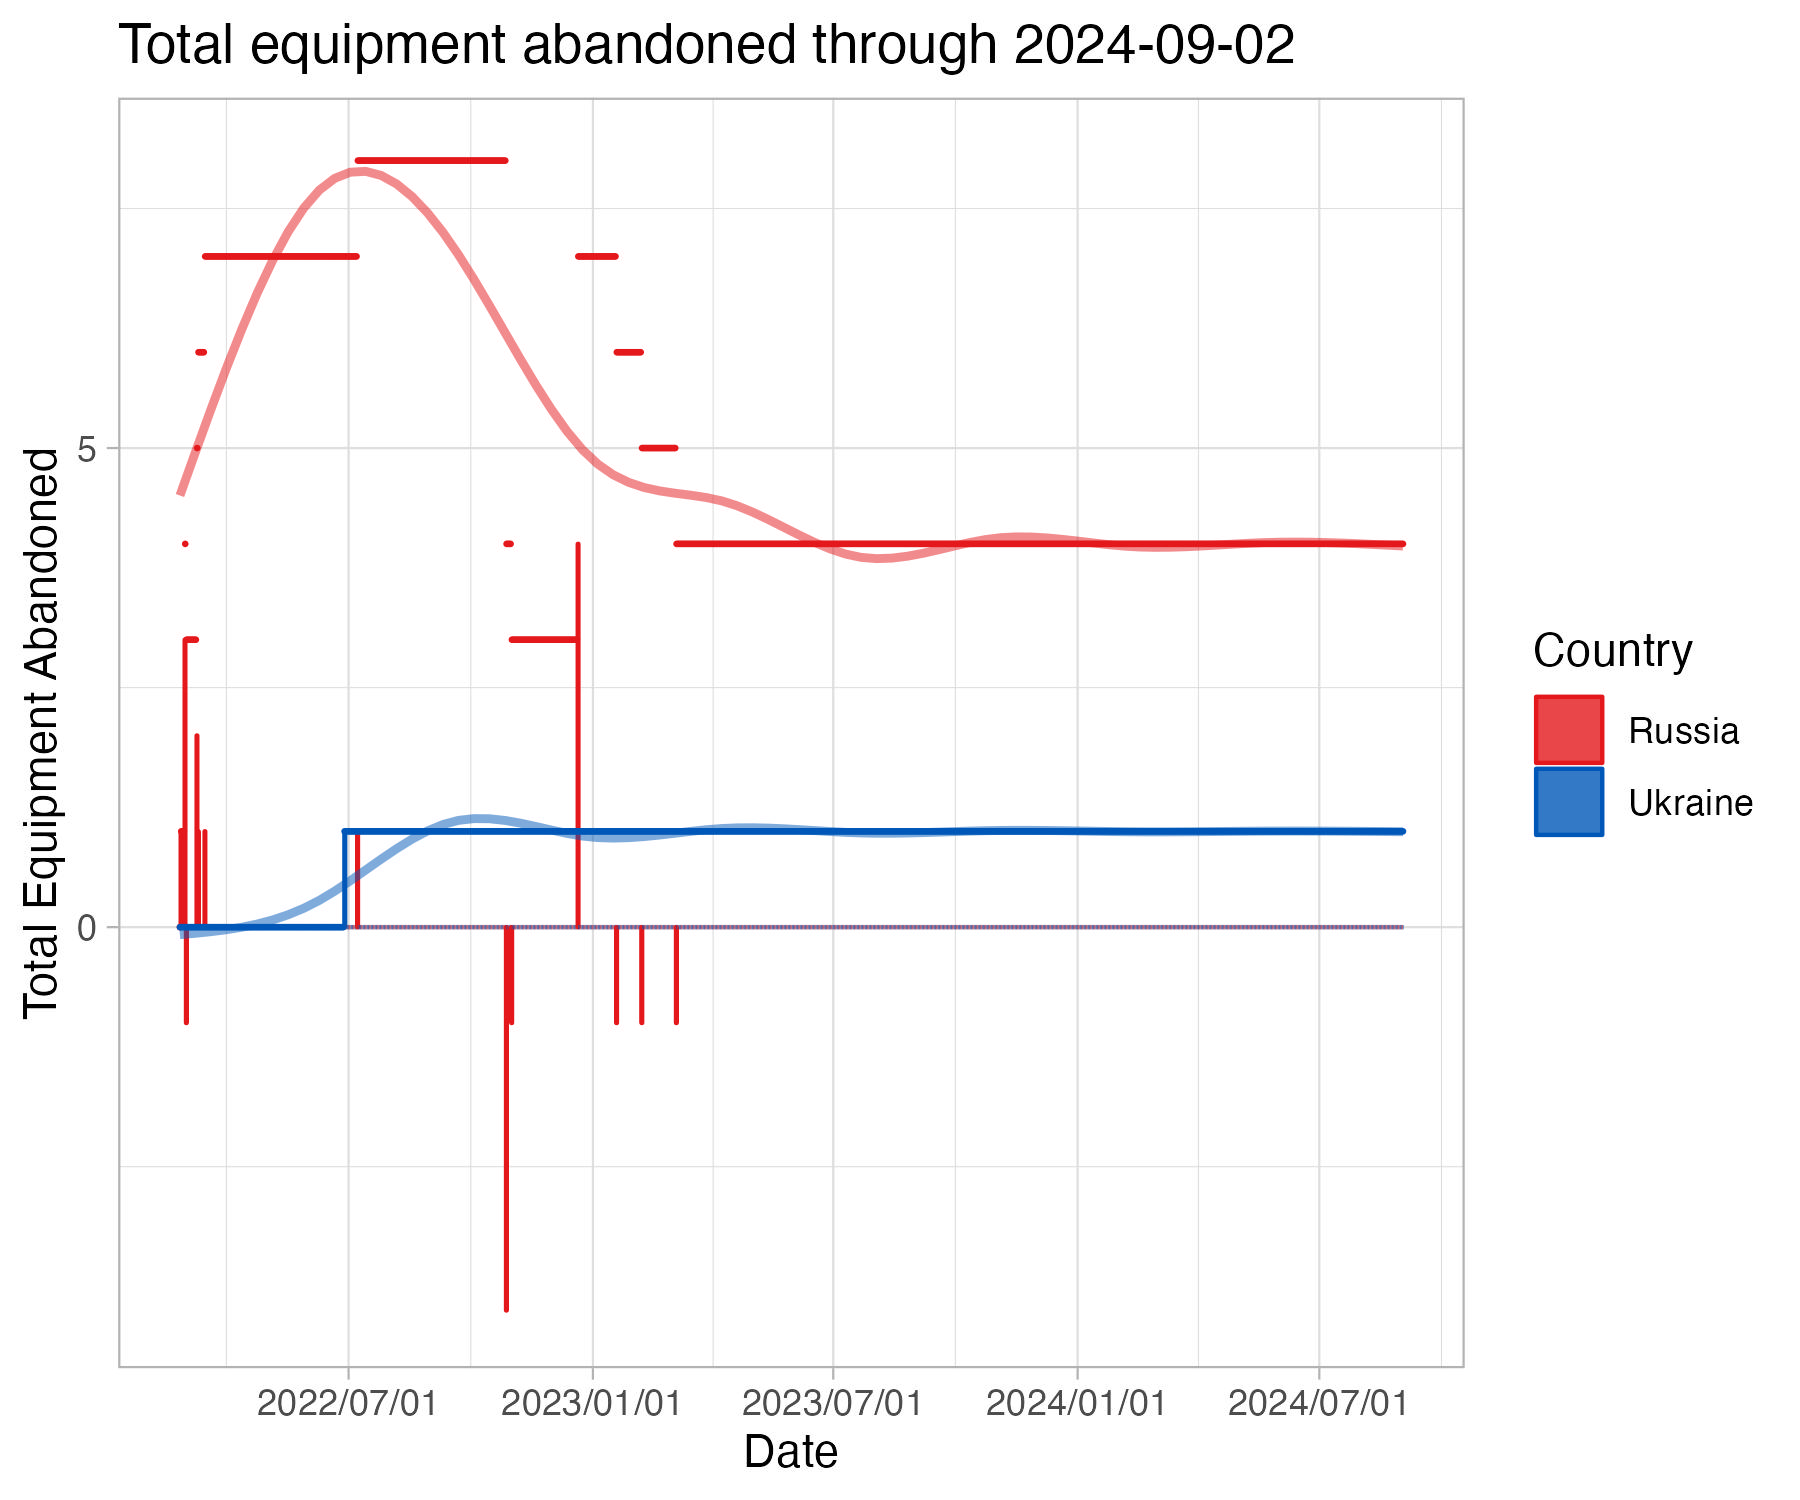 Total equipment abandoned through 2024-09-02
Total Equipment Abandoned
5
0
2022/07/01
2023/01/01
2023/07/01
2024/01/01
2024/07/01
Date
Country
Russia
Ukraine